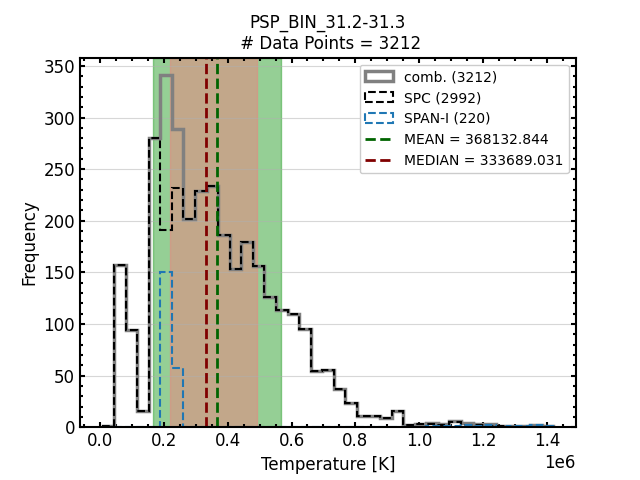 PSP_BIN_31.2-31.3
# Data Points = 3212
comb. (3212)
SPC (2992)
SPAN-I (220)
MEAN = 368132.844
MEDIAN = 333689.031
Frequency
350
300
250
200
150
100
50
0
0.0 0.2 0.4 0.6 0.8 1.0 1.2 1.4
1e6
Temperature [K]